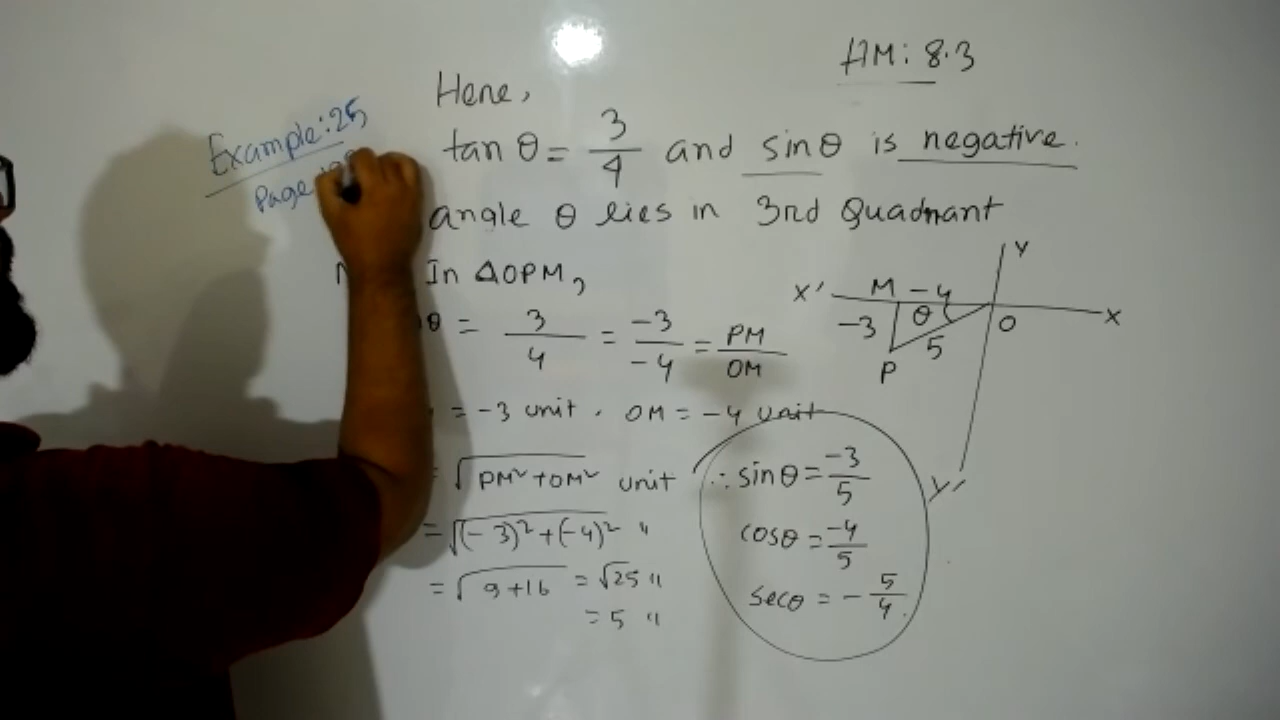 HM: 8.3
Example: 25
Page
Here,
tan θ = 3/4 and sinθ is negative.
angle θ lies in 3rd Quadrant
In ΔOPM,
θ = 3/4 = -3/-4 = PM/OM
= -3 unit. OM = -4 unit
= √PM²+OM² unit
= √(-3)²+(-4)² "
= √9+16 = √25 "
= 5 "
∴ sinθ = -3/5
cosθ = -4/5
secθ = - 5/4.
Y
X' M -4
-3 θ O X
5
P
Y'